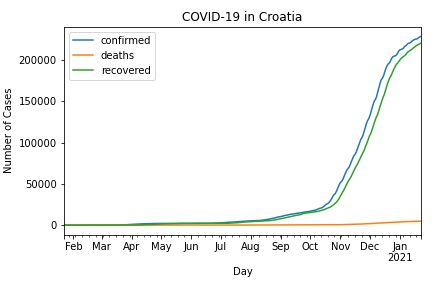 COVID-19 in Croatia
confirmed
deaths
recovered
Number of Cases
200000
150000
100000
50000
0
Feb Mar Apr May Jun Jul Aug Sep Oct Nov Dec Jan
2021
Day